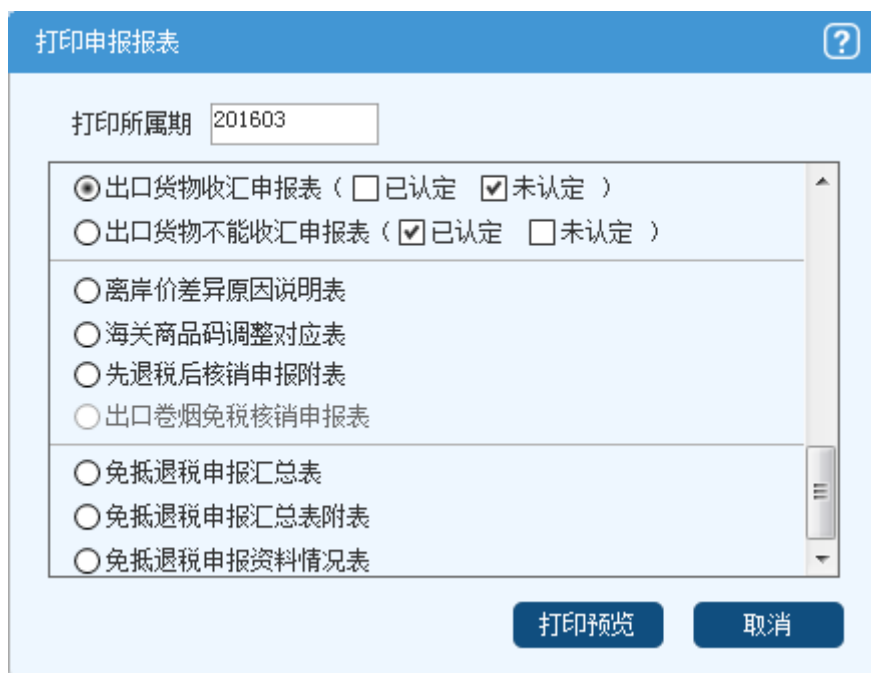 打印申报报表 ?
打印所属期 201603
出口货物收汇申报表（ 已认定 未认定 ）
出口货物不能收汇申报表（ 已认定 未认定 ）
离岸价差异原因说明表
海关商品码调整对应表
先退税后核销申报附表
出口卷烟免税核销申报表
免抵退税申报汇总表
免抵退税申报汇总表附表
免抵退税申报资料情况表
打印预览 取消